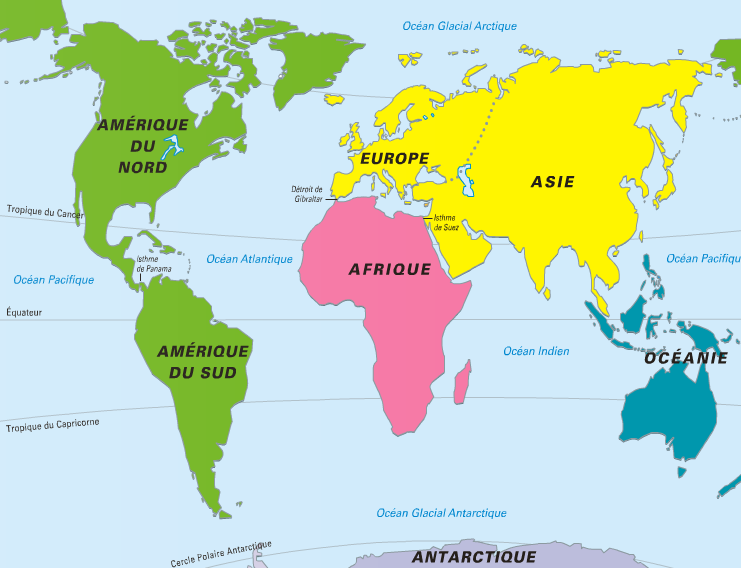 Océan Glacial Arctique
AMÉRIQUE
DU
NORD
EUROPE
ASIE
Détroit de
Gibraltar
Tropique du Cancer
Isthme
de Suez
Isthme
de Panama
Océan Atlantique
Océan Pacifique
Océan Pacifiqu
AFRIQUE
Équateur
AMÉRIQUE
DU SUD
Océan Indien
OCÉANIE
Tropique du Capricorne
Océan Glacial Antarctique
Cercle Polaire Antarctique
ANTARCTIQUE